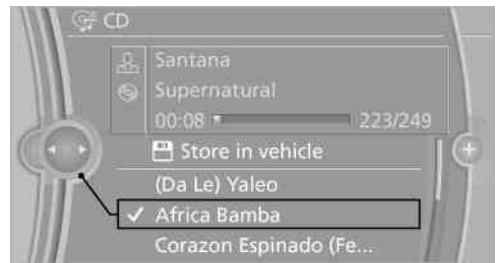 CD
Santana
Supernatural
00:08 223/249
Store in vehicle
(Da Le) Yaleo
Africa Bamba
Corazon Espinado (Fe...